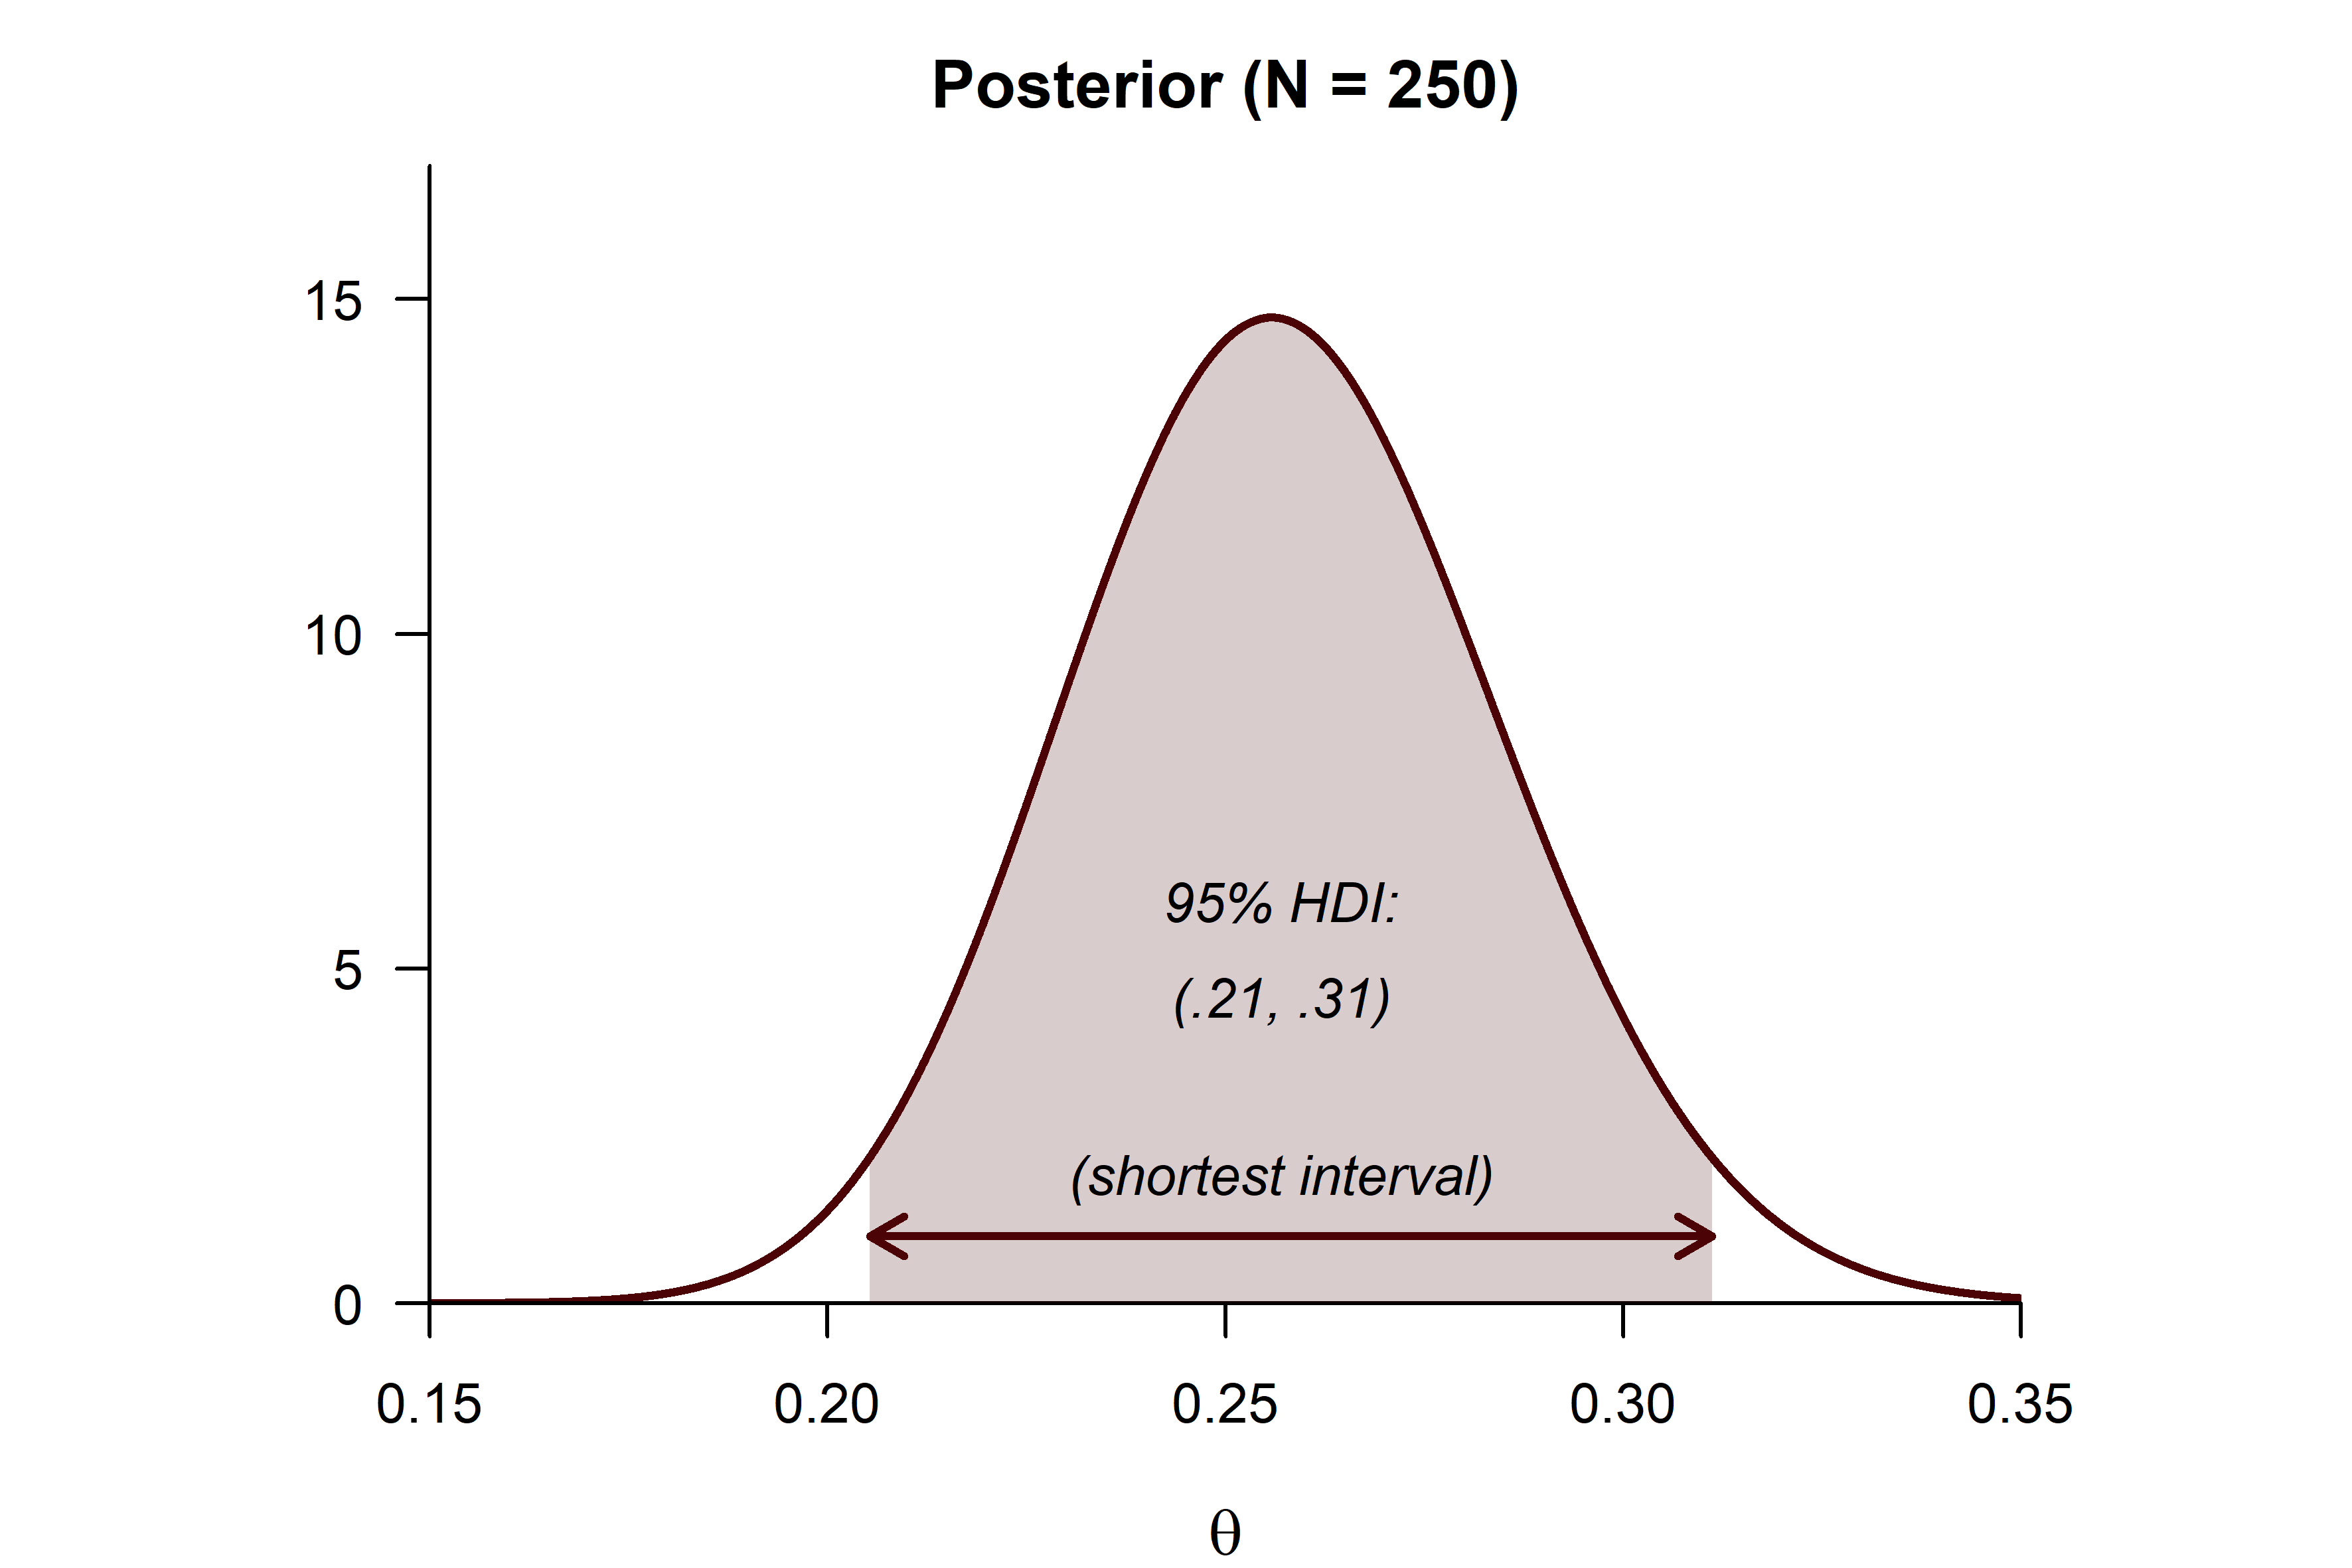 Posterior (N = 250)
15
10
5
0
95% HDI:
(.21, .31)
(shortest interval)
0.15 0.20 0.25 0.30 0.35
θ